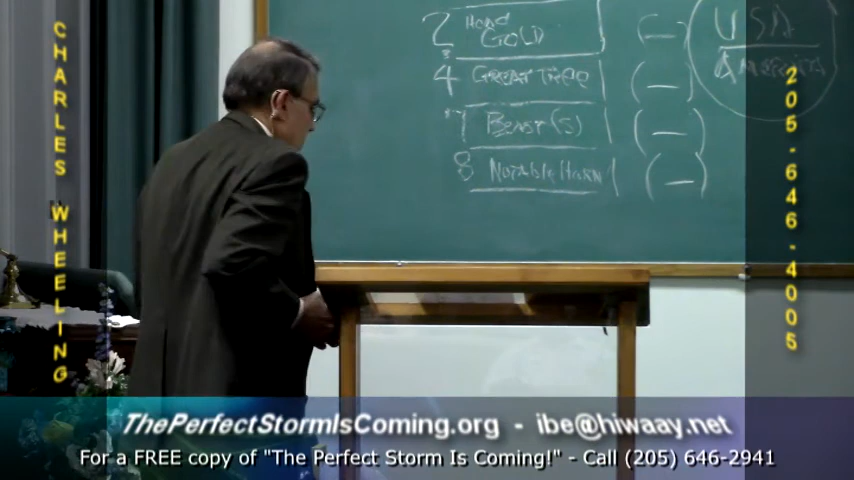 CHARLES WHEELING
2 Head GOLD (—)
USA
America
4 GREAT Tree (—)
7 Beast(s) (—)
8 Notable Horn (—)
205-646-4005
ThePerfectStormIsComing.org - ibe@hiwaay.net
For a FREE copy of "The Perfect Storm Is Coming!" - Call (205) 646-2941